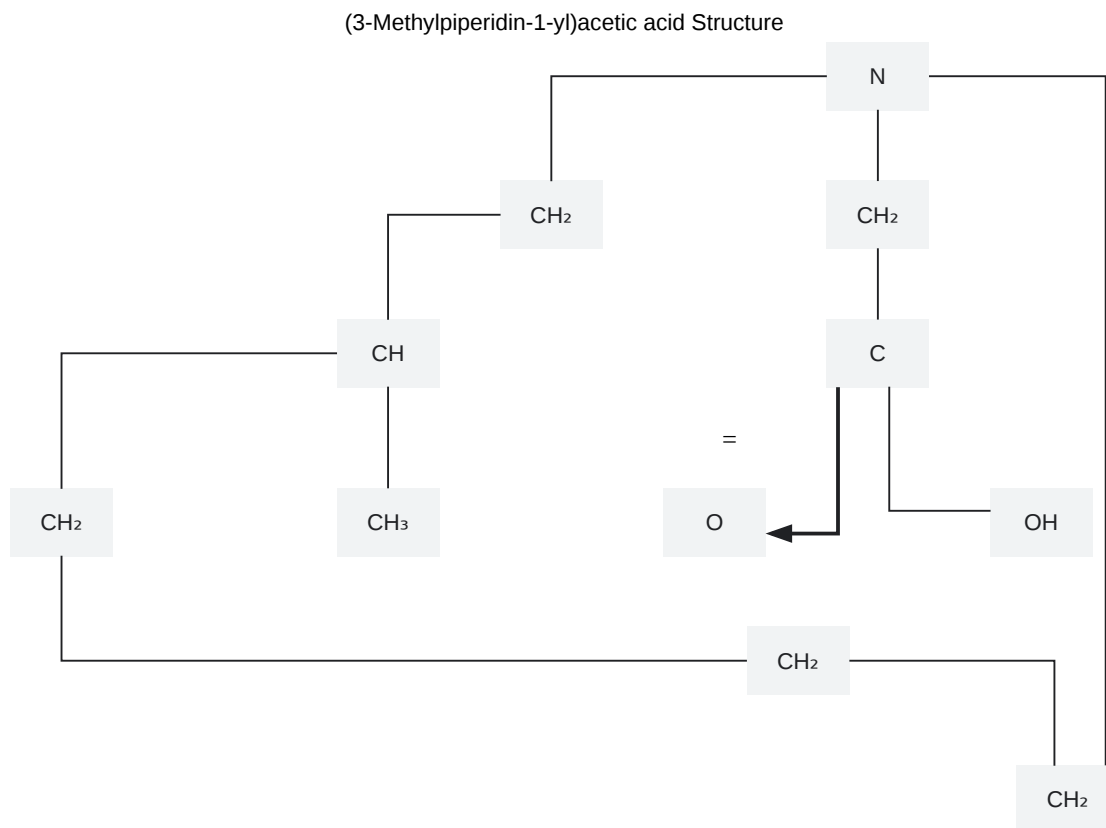 (3-Methylpiperidin-1-yl)acetic acid Structure
N
CH₂
CH₂
CH
C
=
CH₂
CH₃
O
OH
CH₂
CH₂